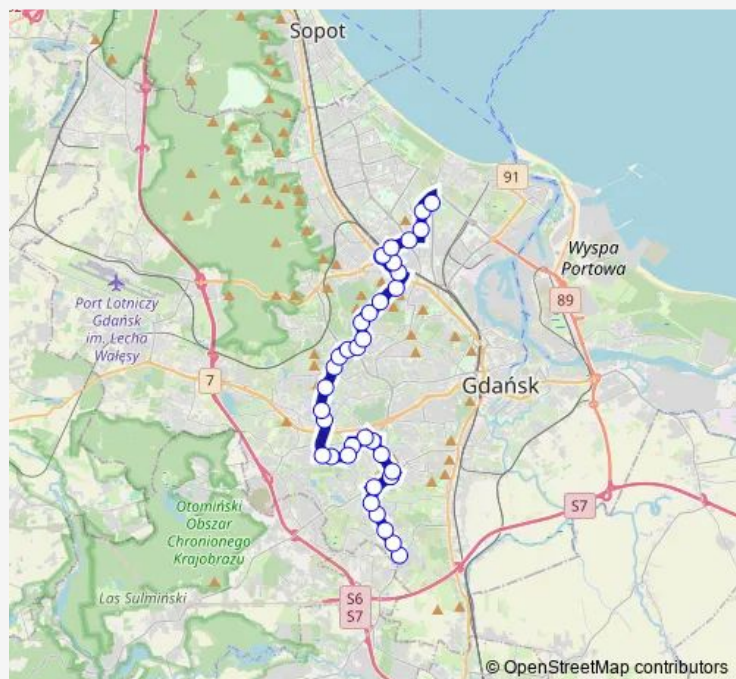 Sopot
91
Wyspa
Portowa
Port Lotniczy
Gdańsk
im. Lecha
Wałęsy
89
7
Gdańsk
Otomiński
Obszar
Chronionego
Krajobrazu
S7
Las Sulmiński
S6
S7
© OpenStreetMap contributors